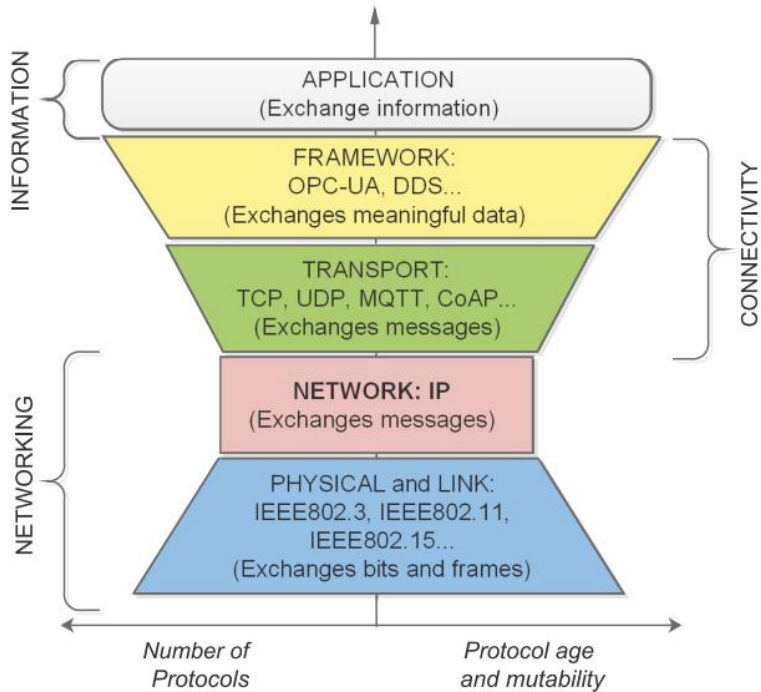 INFORMATION
APPLICATION
(Exchange information)
FRAMEWORK:
OPC-UA, DDS...
(Exchanges meaningful data)
CONNECTIVITY
TRANSPORT:
TCP, UDP, MQTT, CoAP...
(Exchanges messages)
NETWORKING
NETWORK: IP
(Exchanges messages)
PHYSICAL and LINK:
IEEE802.3, IEEE802.11,
IEEE802.15...
(Exchanges bits and frames)
Number of
Protocols
Protocol age
and mutability